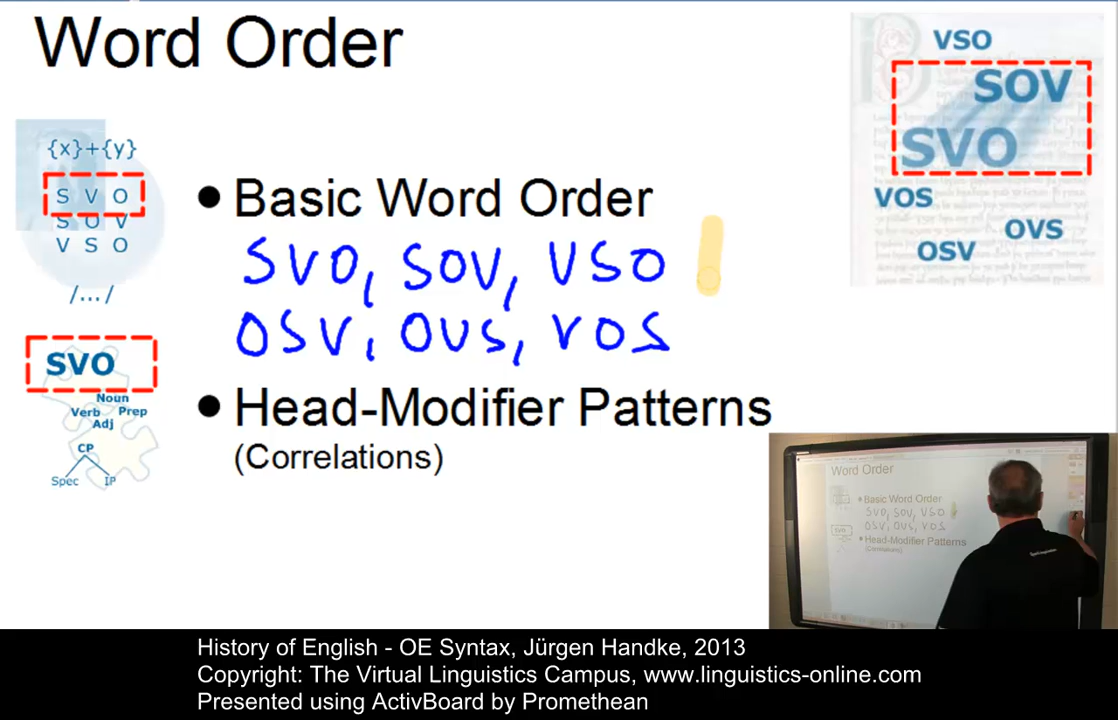 Word Order
VSO
SOV
SVO
VOS
OVS
OSV
{x}+{y}
S V O
S O V
V S O
/.../
SVO
Noun
Verb Prep
Adj
CP
Spec IP
• Basic Word Order
SVO, SOV, VSO
OSV, OVS, VOS
• Head-Modifier Patterns
(Correlations)
Word Order
• Basic Word Order
SVO, SOV, VSO
OSV, OVS, VOS
• Head-Modifier Patterns
(Correlations)
History of English - OE Syntax, Jürgen Handke, 2013
Copyright: The Virtual Linguistics Campus, www.linguistics-online.com
Presented using ActivBoard by Promethean